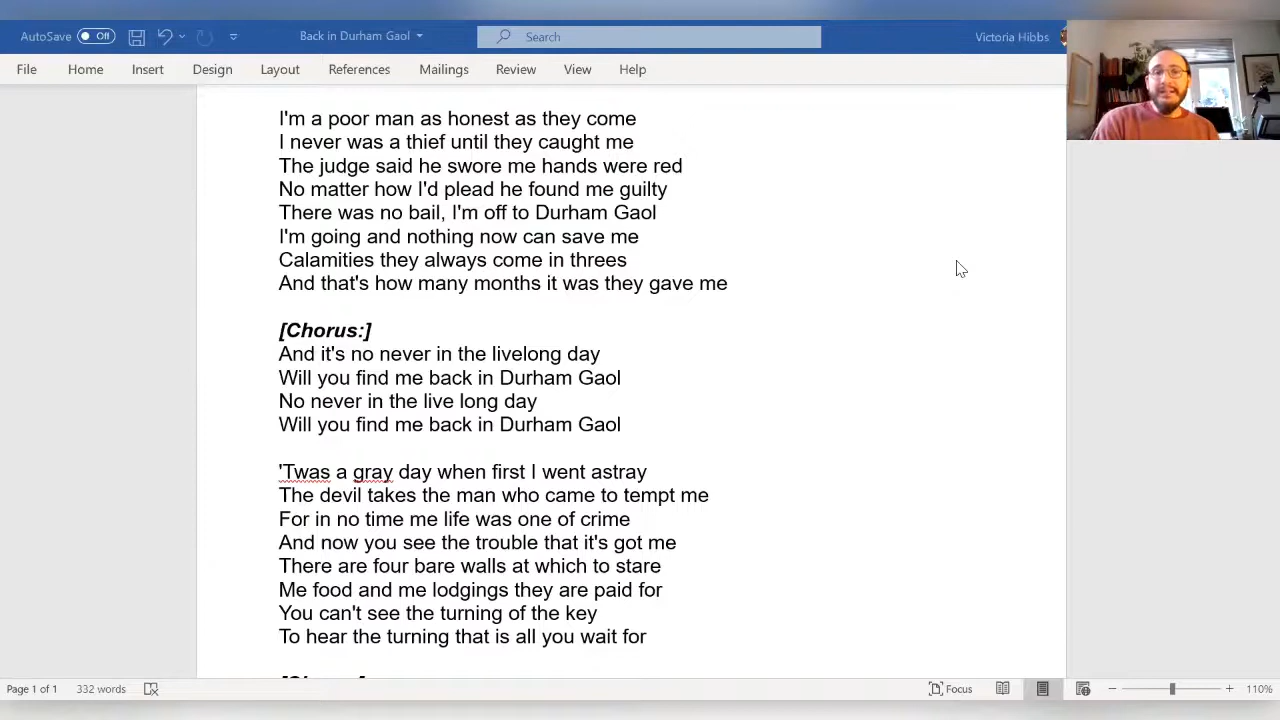 AutoSave Off Back in Durham Gaol Search Victoria Hibbs
File Home Insert Design Layout References Mailings Review View Help
I'm a poor man as honest as they come
I never was a thief until they caught me
The judge said he swore me hands were red
No matter how I'd plead he found me guilty
There was no bail, I'm off to Durham Gaol
I'm going and nothing now can save me
Calamities they always come in threes
And that's how many months it was they gave me
[Chorus:]
And it's no never in the livelong day
Will you find me back in Durham Gaol
No never in the live long day
Will you find me back in Durham Gaol
'Twas a gray day when first I went astray
The devil takes the man who came to tempt me
For in no time me life was one of crime
And now you see the trouble that it's got me
There are four bare walls at which to stare
Me food and me lodgings they are paid for
You can't see the turning of the key
To hear the turning that is all you wait for
Page 1 of 1 332 words Focus 110%